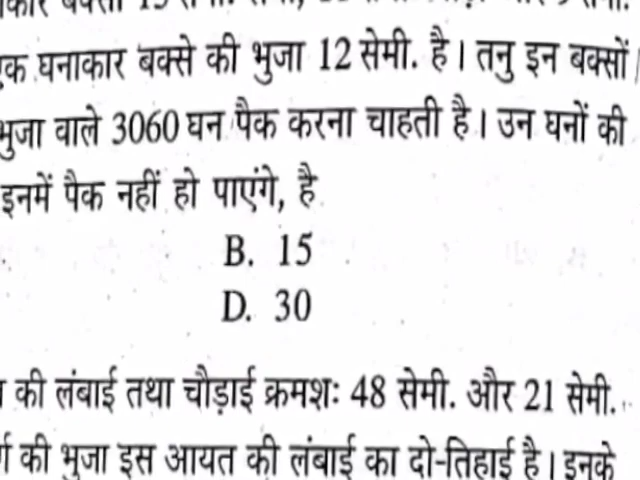 एक घनाकार बक्से की भुजा 12 सेमी. है। तनु इन बक्सों
भुजा वाले 3060 घन पैक करना चाहती है। उन घनों की
इनमें पैक नहीं हो पाएंगे, है
B. 15
D. 30
की लंबाई तथा चौड़ाई क्रमशः 48 सेमी. और 21 सेमी.
की भुजा इस आयत की लंबाई का दो-तिहाई है। इनके